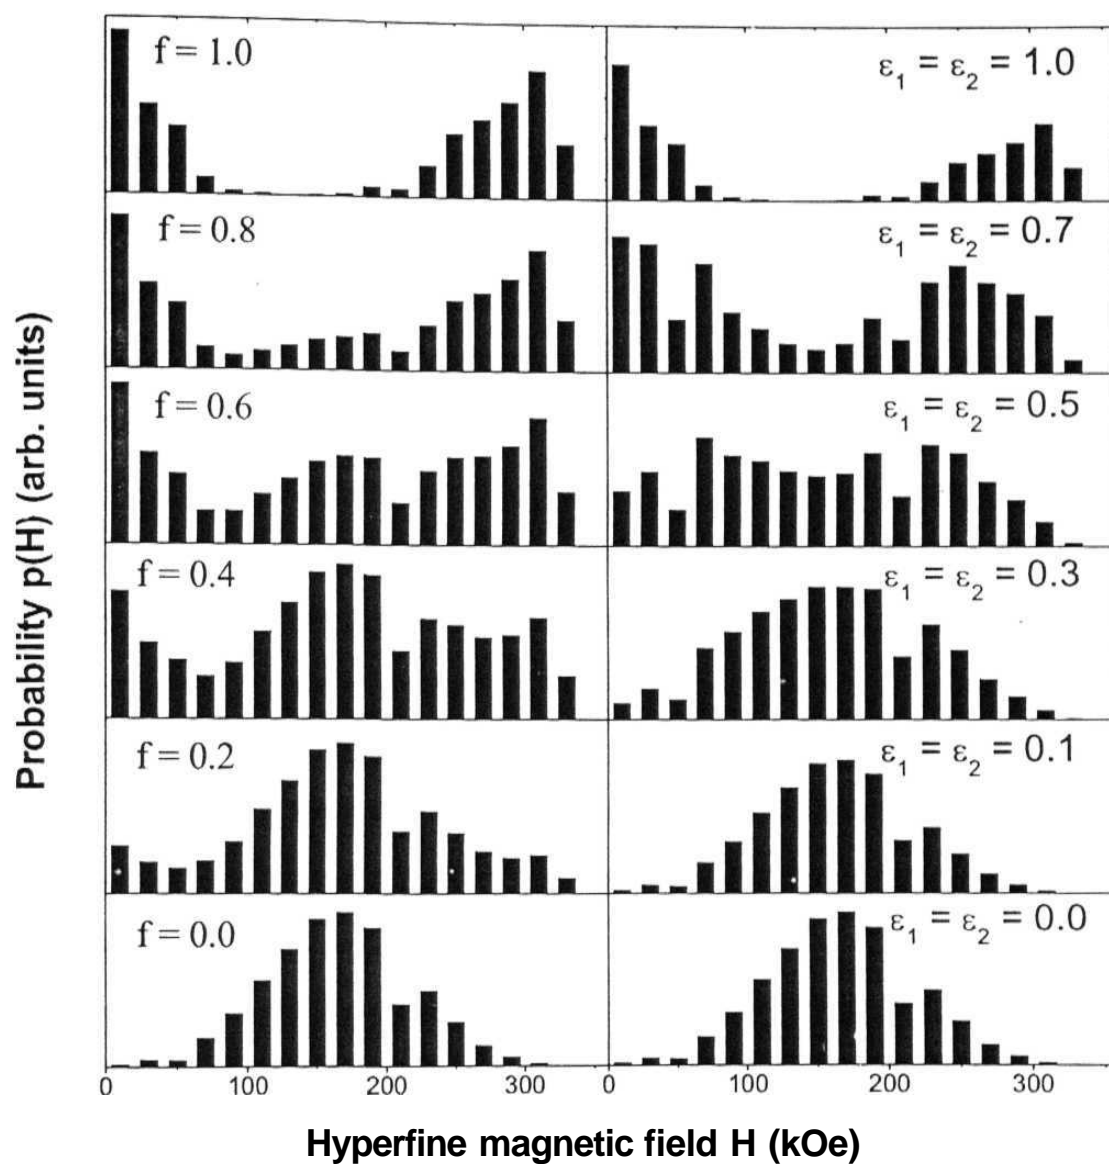 f = 1.0
ε1 = ε2 = 1.0
f = 0.8
ε1 = ε2 = 0.7
f = 0.6
ε1 = ε2 = 0.5
f = 0.4
ε1 = ε2 = 0.3
f = 0.2
ε1 = ε2 = 0.1
f = 0.0
ε1 = ε2 = 0.0
Probability p(H) (arb. units)
0 100 200 300 0 100 200 300
Hyperfine magnetic field H (kOe)